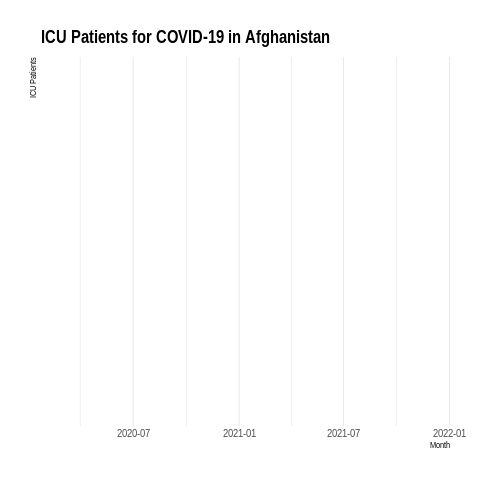 ICU Patients for COVID-19 in Afghanistan
ICU Patients
2020-07
2021-01
2021-07
2022-01
Month